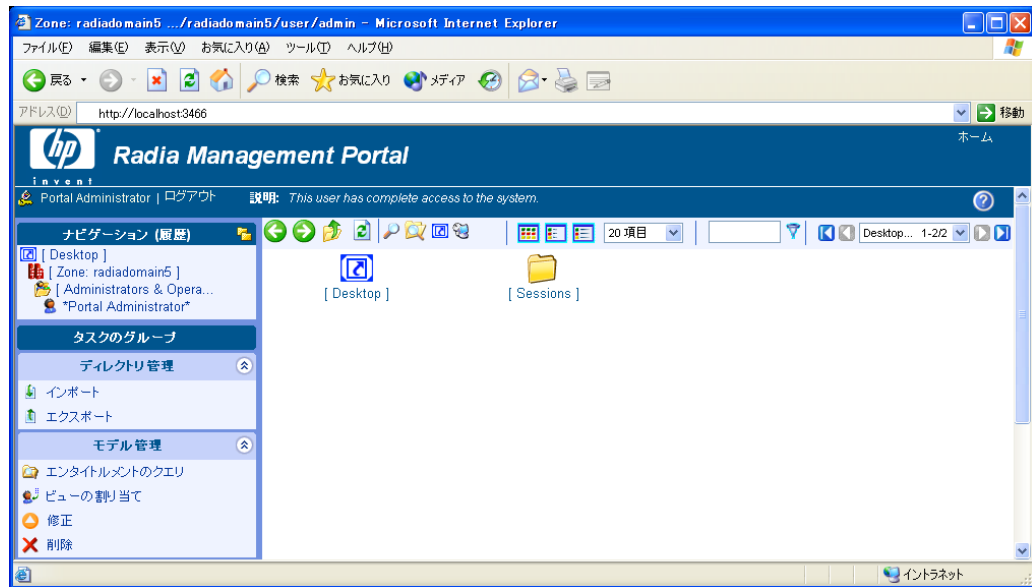 Zone: radiadomain5 .../radiadomain5/user/admin - Microsoft Internet Explorer
ファイル(F) 編集(E) 表示(V) お気に入り(A) ツール(T) ヘルプ(H)
戻る 検索 お気に入り メディア
アドレス(D) http://localhost:3466 移動
hp
invent
Radia Management Portal
ホーム
Portal Administrator | ログアウト 説明: This user has complete access to the system.
ナビゲーション (履歴)
20 項目 Desktop... 1-2/2
[ Desktop ]
[ Zone: radiadomain5 ]
[ Administrators & Opera...
*Portal Administrator*
[ Desktop ] [ Sessions ]
タスクのグループ
ディレクトリ管理
インポート
エクスポート
モデル管理
エンタイトルメントのクエリ
ビューの割り当て
修正
削除
イントラネット